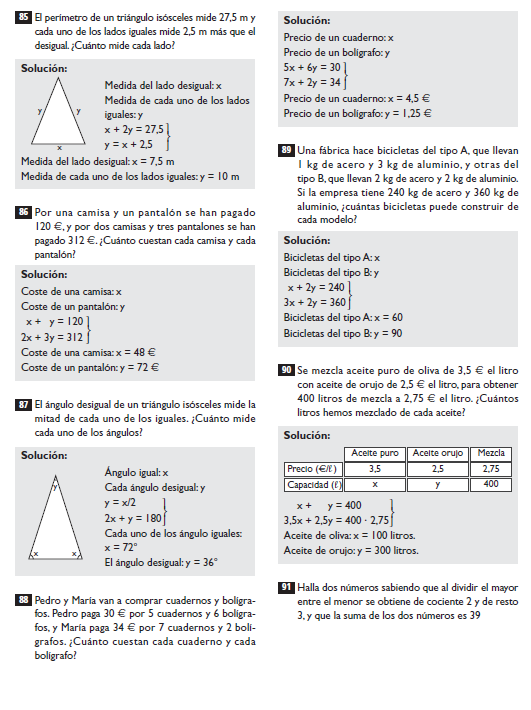 85 El perímetro de un triángulo isósceles mide 27,5 m y
cada uno de los lados iguales mide 2,5 m más que el
desigual. ¿Cuánto mide cada lado?
Solución:
Medida del lado desigual: x
Medida de cada uno de los lados
iguales: y
x + 2y = 27,5
y = x + 2,5
y
y
x
Medida del lado desigual: x = 7,5 m
Medida de cada uno de los lados iguales: y = 10 m
86 Por una camisa y un pantalón se han pagado
120 €, y por dos camisas y tres pantalones se han
pagado 312 €. ¿Cuánto cuestan cada camisa y cada
pantalón?
Solución:
Coste de una camisa: x
Coste de un pantalón: y
x + y = 120
2x + 3y = 312
Coste de una camisa: x = 48 €
Coste de un pantalón: y = 72 €
87 El ángulo desigual de un triángulo isósceles mide la
mitad de cada uno de los iguales. ¿Cuánto mide
cada uno de los ángulos?
Solución:
Ángulo igual: x
Cada ángulo desigual: y
y = x/2
2x + y = 180
Cada uno de los ángulo iguales:
x = 72°
El ángulo desigual: y = 36°
y
x
x
88 Pedro y María van a comprar cuadernos y bolígra-
fos. Pedro paga 30 € por 5 cuadernos y 6 bolígra-
fos, y María paga 34 € por 7 cuadernos y 2 bolí-
grafos. ¿Cuánto cuestan cada cuaderno y cada
bolígrafo?
Solución:
Precio de un cuaderno: x
Precio de un bolígrafo: y
5x + 6y = 30
7x + 2y = 34
Precio de un cuaderno: x = 4,5 €
Precio de un bolígrafo: y = 1,25 €
89 Una fábrica hace bicicletas del tipo A, que llevan
1 kg de acero y 3 kg de aluminio, y otras del
tipo B, que llevan 2 kg de acero y 2 kg de aluminio.
Si la empresa tiene 240 kg de acero y 360 kg de
aluminio, ¿cuántas bicicletas puede construir de
cada modelo?
Solución:
Bicicletas del tipo A: x
Bicicletas del tipo B: y
x + 2y = 240
3x + 2y = 360
Bicicletas del tipo A: x = 60
Bicicletas del tipo B: y = 90
90 Se mezcla aceite puro de oliva de 3,5 € el litro
con aceite de orujo de 2,5 € el litro, para obtener
400 litros de mezcla a 2,75 € el litro. ¿Cuántos
litros hemos mezclado de cada aceite?
Solución:
Aceite puro Aceite orujo Mezcla
Precio (€/ℓ) 3,5 2,5 2,75
Capacidad (ℓ) x y 400
x + y = 400
3,5x + 2,5y = 400 · 2,75
Aceite de oliva: x = 100 litros.
Aceite de orujo: y = 300 litros.
91 Halla dos números sabiendo que al dividir el mayor
entre el menor se obtiene de cociente 2 y de resto
3, y que la suma de los dos números es 39